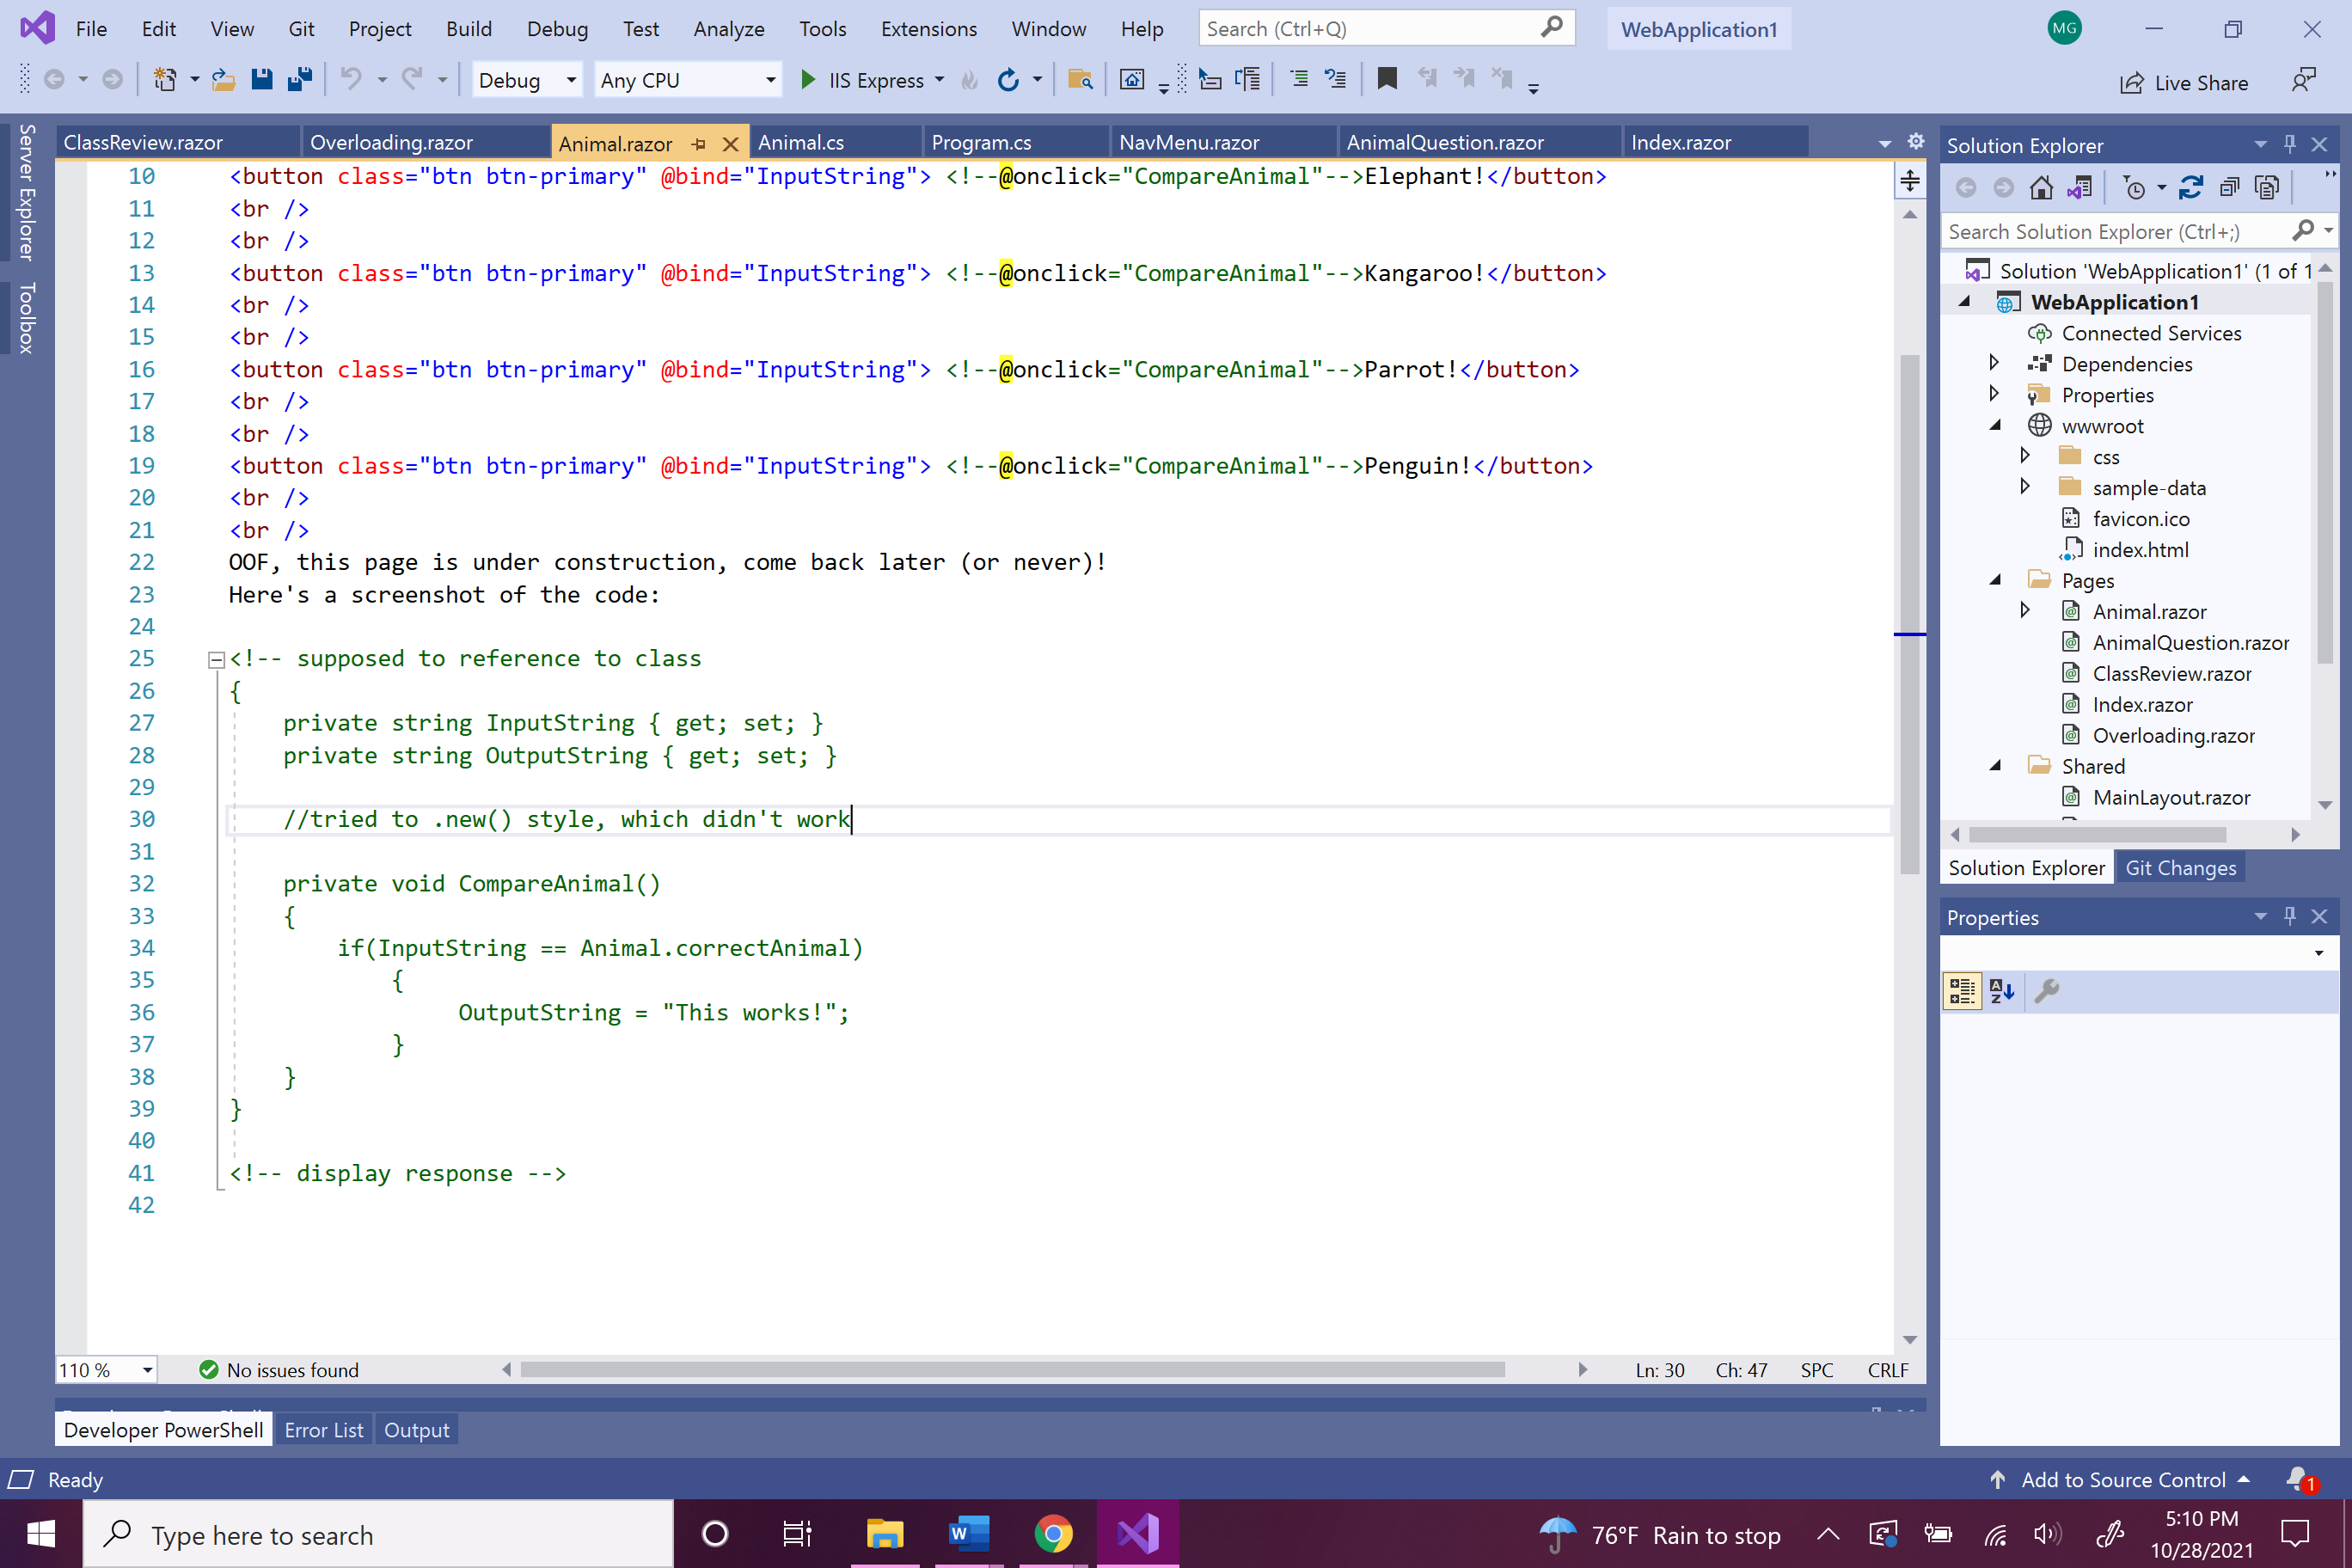 File Edit View Git Project Build Debug Test Analyze Tools Extensions Window Help Search (Ctrl+Q) WebApplication1 MG
Debug Any CPU IIS Express Live Share
Server Explorer
Toolbox
ClassReview.razor Overloading.razor Animal.razor Animal.cs Program.cs NavMenu.razor AnimalQuestion.razor Index.razor
10 <button class="btn btn-primary" @bind="InputString"> <!--@onclick="CompareAnimal"-->Elephant!</button>
11 <br />
12 <br />
13 <button class="btn btn-primary" @bind="InputString"> <!--@onclick="CompareAnimal"-->Kangaroo!</button>
14 <br />
15 <br />
16 <button class="btn btn-primary" @bind="InputString"> <!--@onclick="CompareAnimal"-->Parrot!</button>
17 <br />
18 <br />
19 <button class="btn btn-primary" @bind="InputString"> <!--@onclick="CompareAnimal"-->Penguin!</button>
20 <br />
21 <br />
22 OOF, this page is under construction, come back later (or never)!
23 Here's a screenshot of the code:
24
25 <!-- supposed to reference to class
26 {
27 private string InputString { get; set; }
28 private string OutputString { get; set; }
29
30 //tried to .new() style, which didn't work
31
32 private void CompareAnimal()
33 {
34 if(InputString == Animal.correctAnimal)
35 {
36 OutputString = "This works!";
37 }
38 }
39 }
40
41 <!-- display response -->
42
110 % No issues found Ln: 30 Ch: 47 SPC CRLF
Developer PowerShell Error List Output
Solution Explorer
Search Solution Explorer (Ctrl+;)
Solution 'WebApplication1' (1 of 1
WebApplication1
Connected Services
Dependencies
Properties
wwwroot
css
sample-data
favicon.ico
index.html
Pages
Animal.razor
AnimalQuestion.razor
ClassReview.razor
Index.razor
Overloading.razor
Shared
MainLayout.razor
Solution Explorer Git Changes
Properties
Ready Add to Source Control 1
Type here to search 76°F Rain to stop 5:10 PM
10/28/2021